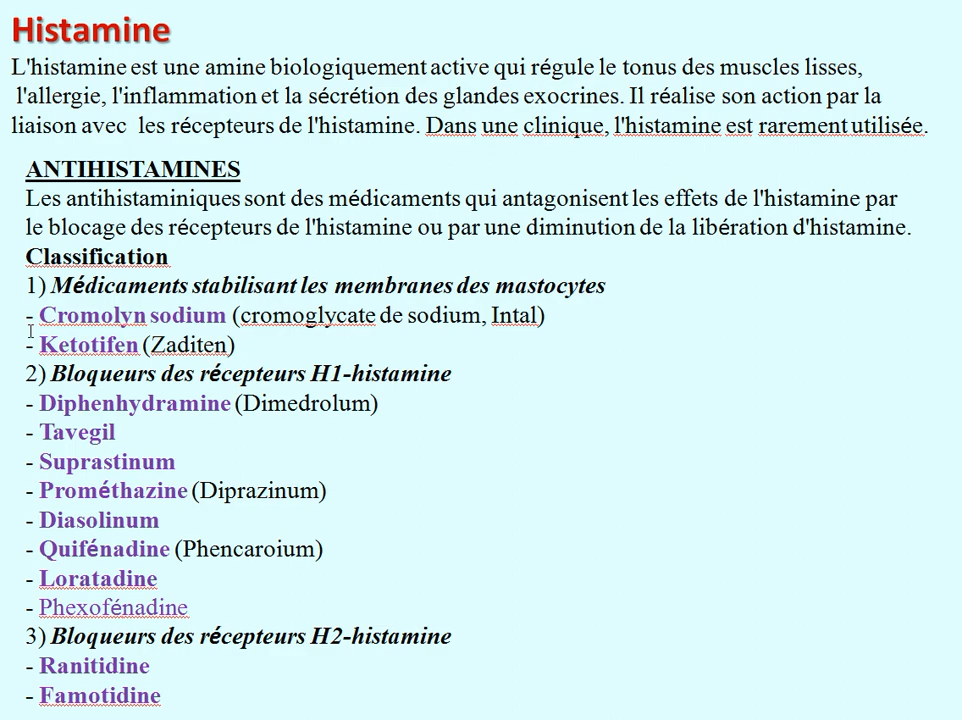 Histamine
L'histamine est une amine biologiquement active qui régule le tonus des muscles lisses,
l'allergie, l'inflammation et la sécrétion des glandes exocrines. Il réalise son action par la
liaison avec les récepteurs de l'histamine. Dans une clinique, l'histamine est rarement utilisée.
ANTIHISTAMINES
Les antihistaminiques sont des médicaments qui antagonisent les effets de l'histamine par
le blocage des récepteurs de l'histamine ou par une diminution de la libération d'histamine.
Classification
1) Médicaments stabilisant les membranes des mastocytes
- Cromolyn sodium (cromoglycate de sodium, Intal)
- Ketotifen (Zaditen)
2) Bloqueurs des récepteurs H1-histamine
- Diphenhydramine (Dimedrolum)
- Tavegil
- Suprastinum
- Prométhazine (Diprazinum)
- Diasolinum
- Quifénadine (Phencaroium)
- Loratadine
- Phexofénadine
3) Bloqueurs des récepteurs H2-histamine
- Ranitidine
- Famotidine